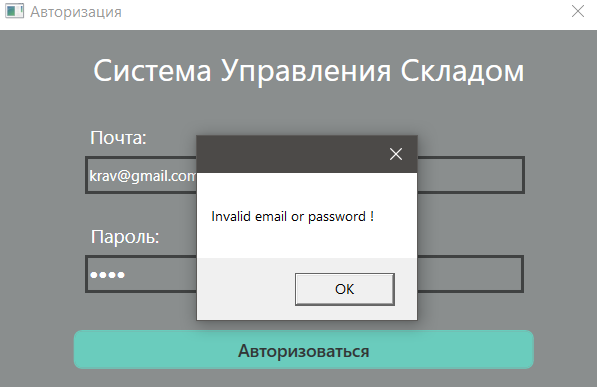 Авторизация
Система Управления Складом
Почта:
krav@gmail.com
Invalid email or password !
Пароль:
••••
OK
Авторизоваться